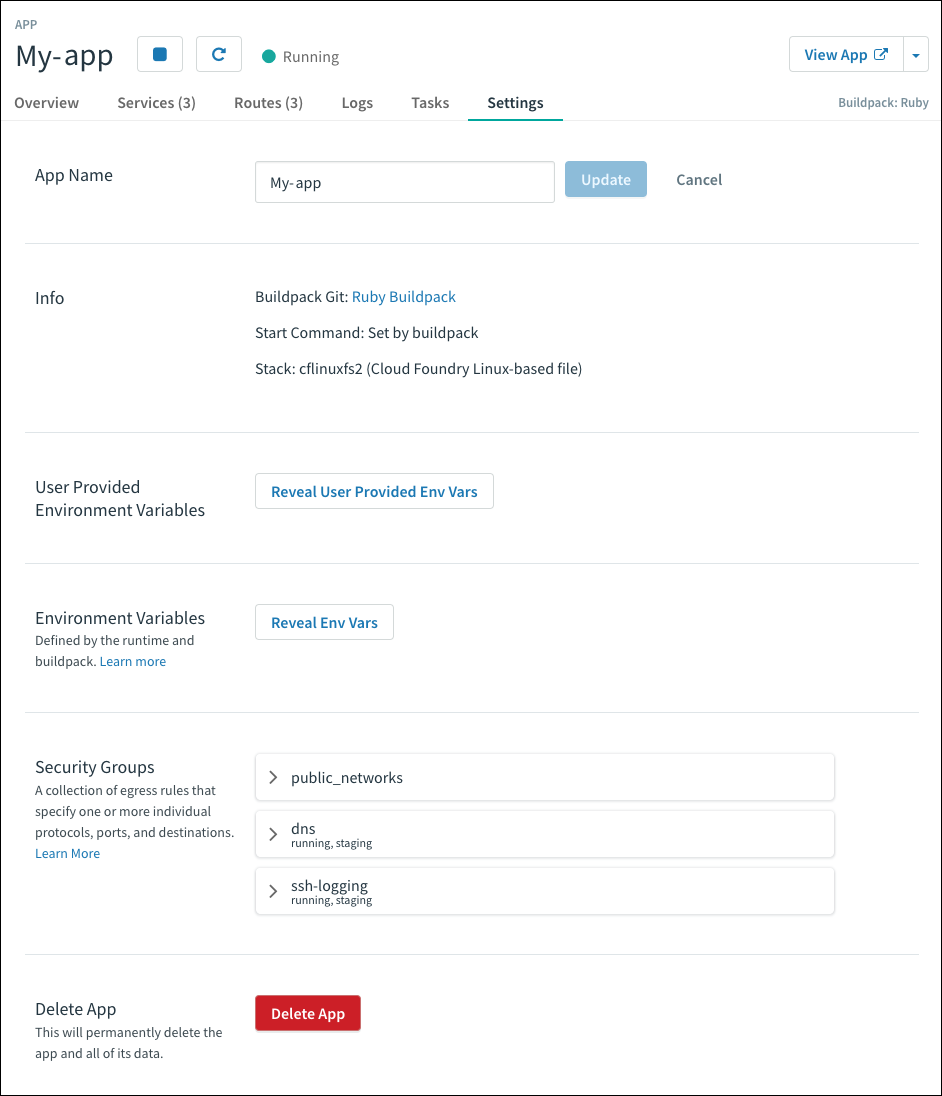 APP
My-app
Running
View App
Overview
Services (3)
Routes (3)
Logs
Tasks
Settings
Buildpack: Ruby
App Name
My-app
Update
Cancel
Info
Buildpack Git: Ruby Buildpack
Start Command: Set by buildpack
Stack: cflinuxfs2 (Cloud Foundry Linux-based file)
User Provided
Environment Variables
Reveal User Provided Env Vars
Environment Variables
Defined by the runtime and
buildpack. Learn more
Reveal Env Vars
Security Groups
A collection of egress rules that
specify one or more individual
protocols, ports, and destinations.
Learn More
public_networks
dns
running, staging
ssh-logging
running, staging
Delete App
This will permanently delete the
app and all of its data.
Delete App